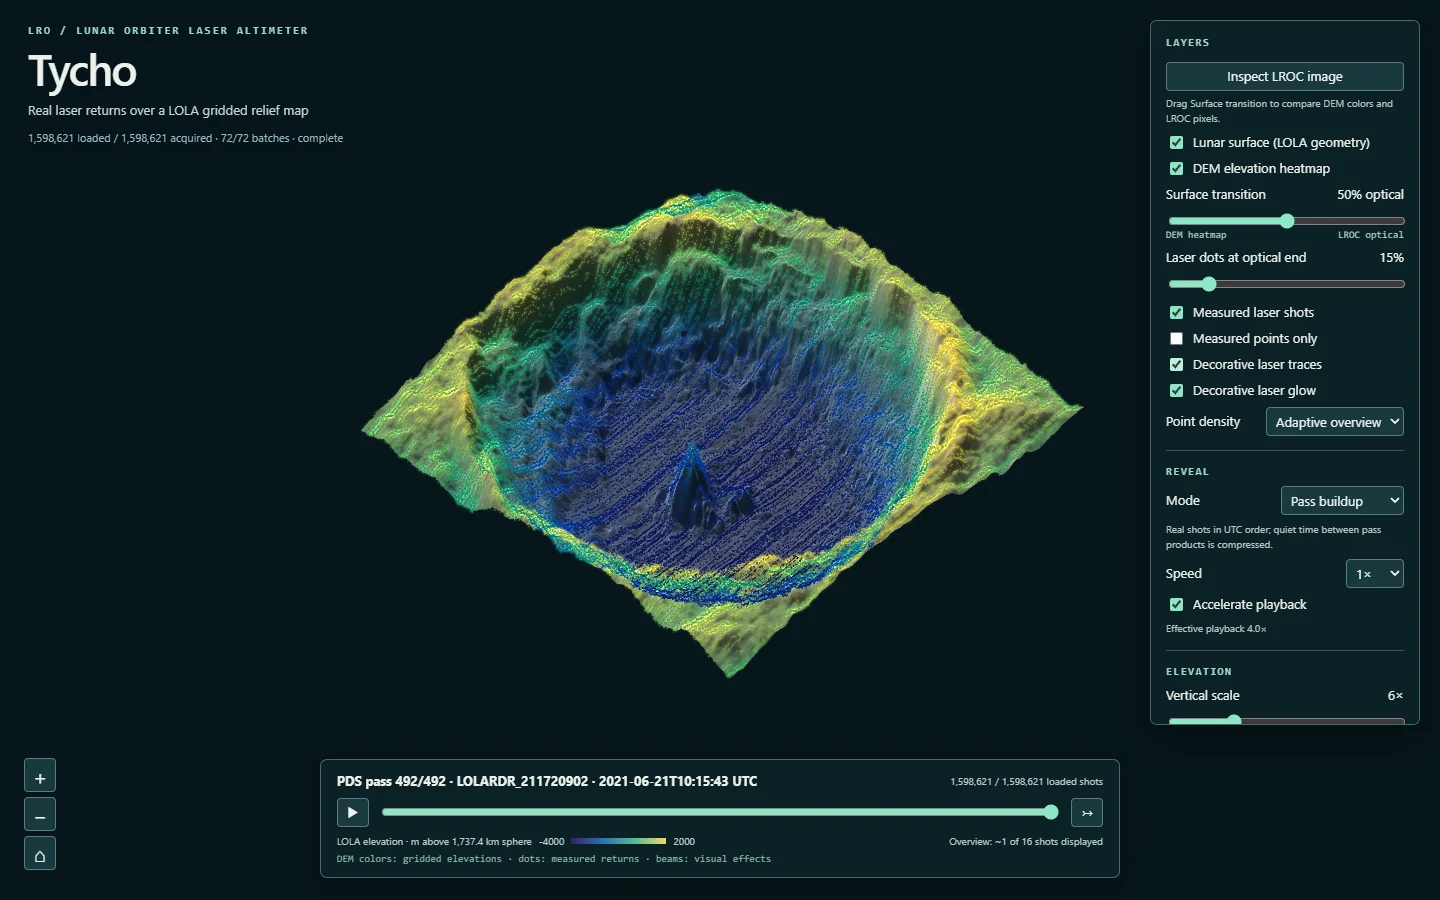 LRO / LUNAR ORBITER LASER ALTIMETER
Tycho
Real laser returns over a LOLA gridded relief map
1,598,621 loaded / 1,598,621 acquired · 72/72 batches · complete
LAYERS
Inspect LROC image
Drag Surface transition to compare DEM colors and
LROC pixels.
Lunar surface (LOLA geometry)
DEM elevation heatmap
Surface transition 50% optical
DEM heatmap LROC optical
Laser dots at optical end 15%
Measured laser shots
Measured points only
Decorative laser traces
Decorative laser glow
Point density Adaptive overview
REVEAL
Mode Pass buildup
Real shots in UTC order; quiet time between pass
products is compressed.
Speed 1×
Accelerate playback
Effective playback 4.0×
ELEVATION
Vertical scale 6×
+
−
PDS pass 492/492 · LOLARDR_211720902 · 2021-06-21T10:15:43 UTC 1,598,621 / 1,598,621 loaded shots
LOLA elevation · m above 1,737.4 km sphere -4000 2000 Overview: ~1 of 16 shots displayed
DEM colors: gridded elevations · dots: measured returns · beams: visual effects